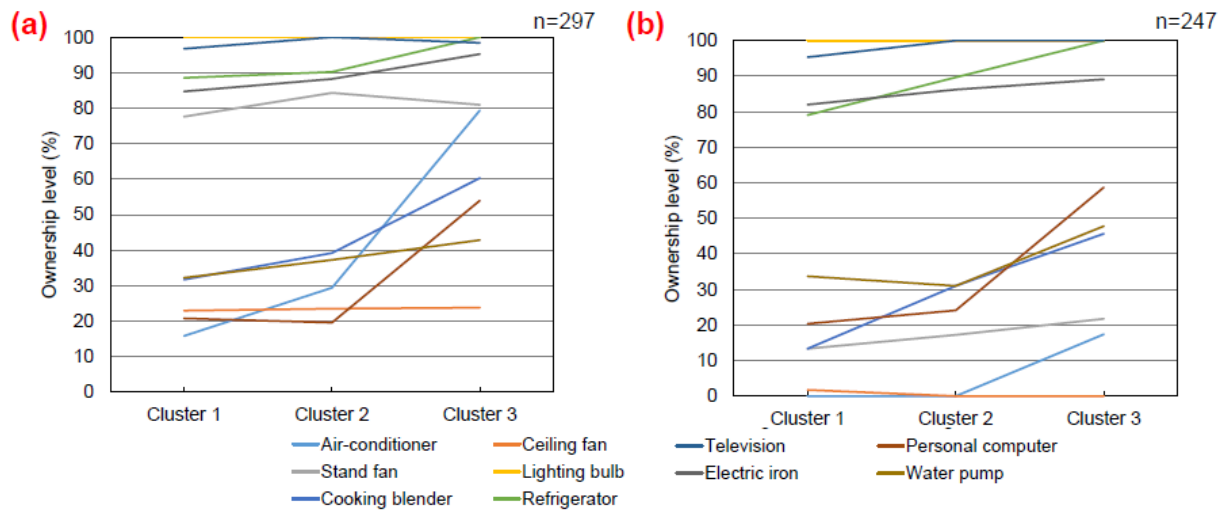 (a)
n=297
100
90
80
70
60
50
40
30
20
10
0
Ownership level (%)
Cluster 1 Cluster 2 Cluster 3
(b)
n=247
100
90
80
70
60
50
40
30
20
10
0
Ownership level (%)
Cluster 1 Cluster 2 Cluster 3
Air-conditioner Ceiling fan Television Personal computer
Stand fan Lighting bulb Electric iron Water pump
Cooking blender Refrigerator